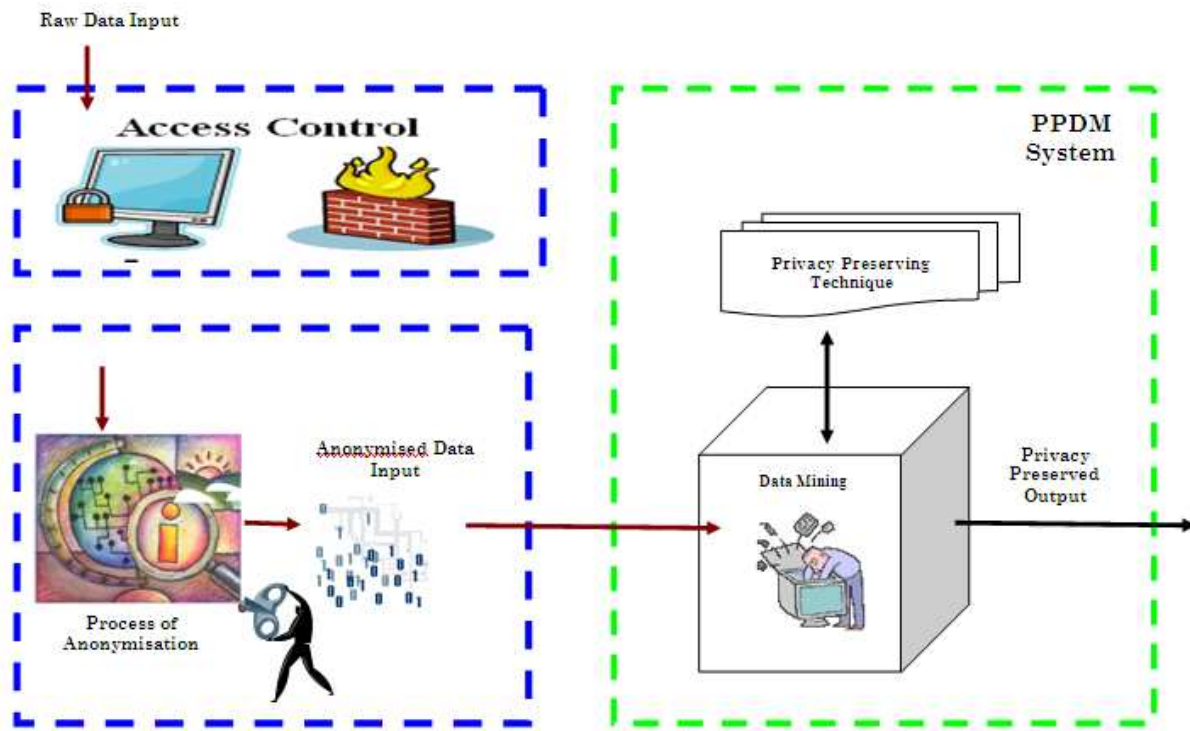 Raw Data Input
Access Control
PPDM
System
Privacy Preserving
Technique
Anonymised Data
Input
Process of
Anonymisation
Data Mining
Privacy
Preserved
Output